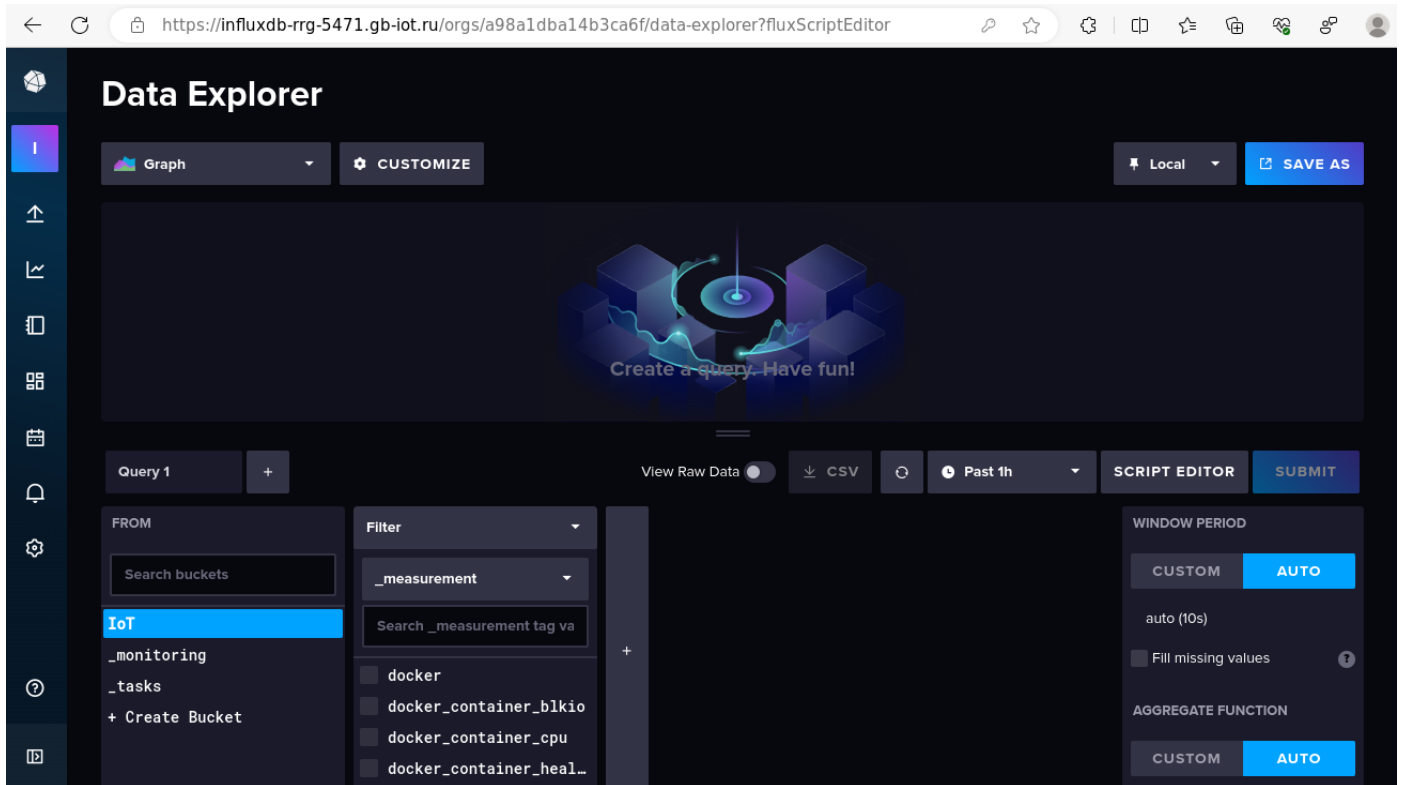 https://influxdb-rrg-5471.gb-iot.ru/orgs/a98a1dba14b3ca6f/data-explorer?fluxScriptEditor
Data Explorer
I
Graph
CUSTOMIZE
Local
SAVE AS
Create a query. Have fun!
Query 1
+
View Raw Data
CSV
Past 1h
SCRIPT EDITOR
SUBMIT
FROM
Search buckets
IoT
_monitoring
_tasks
+ Create Bucket
Filter
_measurement
Search _measurement tag va
docker
docker_container_blkio
docker_container_cpu
docker_container_heal…
+
WINDOW PERIOD
CUSTOM
AUTO
auto (10s)
Fill missing values
?
AGGREGATE FUNCTION
CUSTOM
AUTO